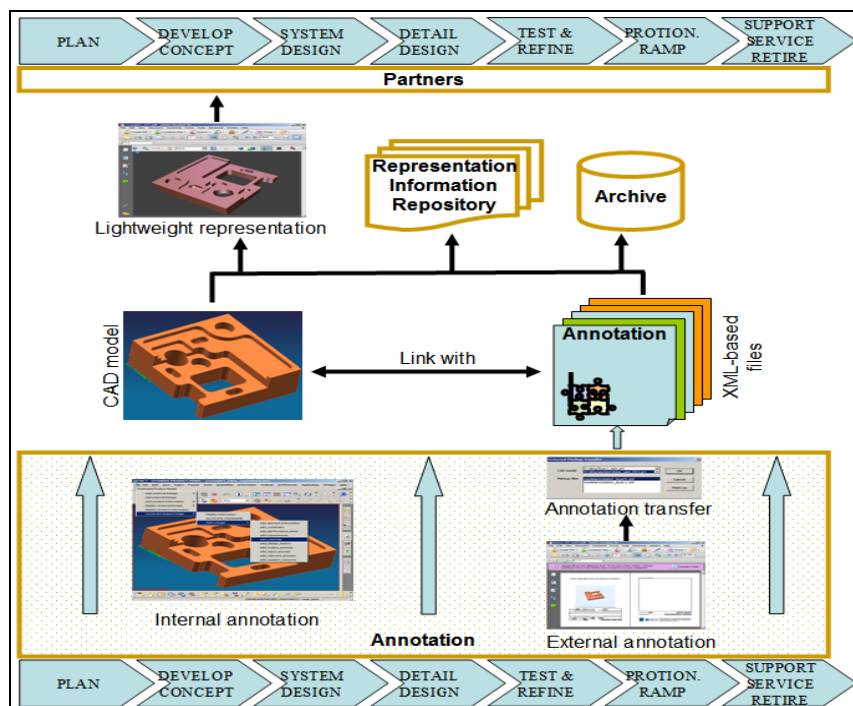 PLAN
DEVELOP
CONCEPT
SYSTEM
DESIGN
DETAIL
DESIGN
TEST &
REFINE
PROTION.
RAMP
SUPPORT
SERVICE
RETIRE
Partners
Lightweight representation
Representation
Information
Repository
Archive
CAD model
Link with
Annotation
XML-based
files
Internal annotation
Annotation transfer
External annotation
Annotation
PLAN
DEVELOP
CONCEPT
SYSTEM
DESIGN
DETAIL
DESIGN
TEST &
REFINE
PROTION.
RAMP
SUPPORT
SERVICE
RETIRE